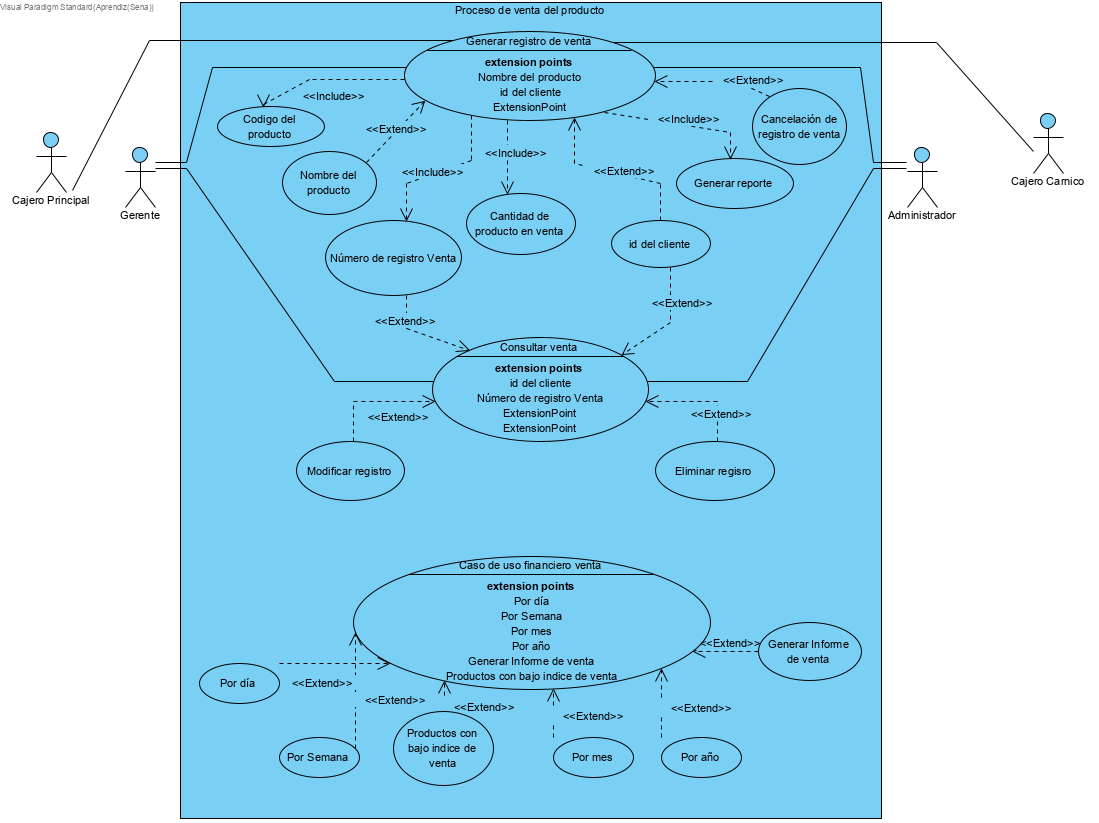 Visual Paradigm Standard(Aprendiz(Sena))
Proceso de venta del producto
Generar registro de venta
extension points
Nombre del producto
id del cliente
ExtensionPoint
<<Extend>>
<<Include>>
Codigo del
producto
<<Extend>>
<<Include>>
Cancelación de
registro de venta
<<Include>>
<<Include>>
<<Extend>>
Nombre del
producto
Generar reporte
Cajero Principal
Gerente
Administrador
Cajero Carnico
Cantidad de
producto en venta
Número de registro Venta
id del cliente
<<Extend>>
<<Extend>>
Consultar venta
extension points
id del cliente
Número de registro Venta
ExtensionPoint
ExtensionPoint
<<Extend>>
<<Extend>>
Modificar registro
Eliminar regisro
Caso de uso financiero venta
extension points
Por día
Por Semana
Por mes
Por año
Generar Informe de venta
Productos con bajo indice de venta
<<Extend>>
Generar Informe
de venta
Por día
<<Extend>>
<<Extend>>
<<Extend>>
<<Extend>>
<<Extend>>
Productos con
bajo indice de
venta
Por Semana
Por mes
Por año